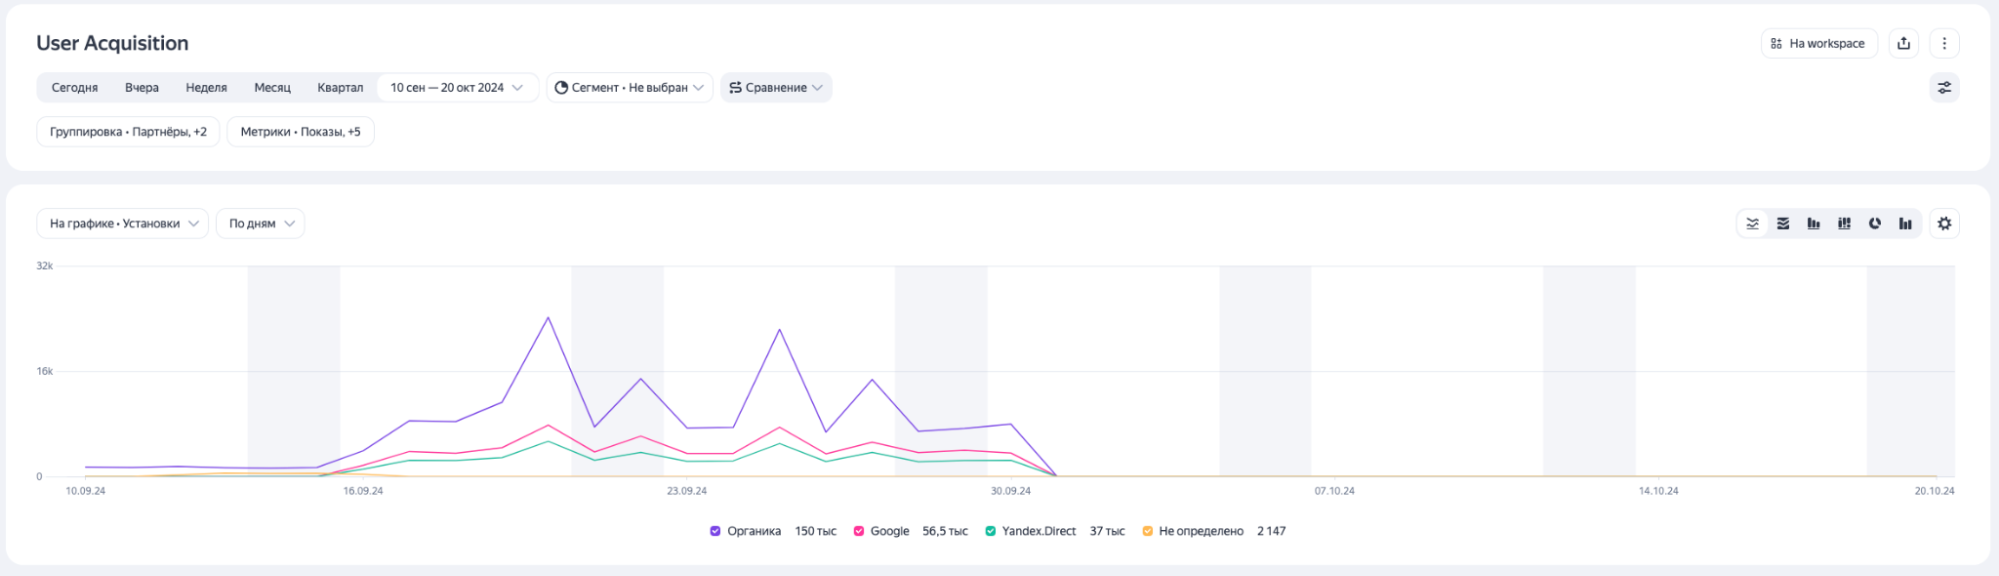 User Acquisition
На workspace
Сегодня Вчера Неделя Месяц Квартал 10 сен — 20 окт 2024 Сегмент • Не выбран Сравнение
Группировка • Партнёры, +2 Метрики • Показы, +5
На графике • Установки По дням
32k
16k
0
10.09.24 16.09.24 23.09.24 30.09.24 07.10.24 14.10.24 20.10.24
Органика 150 тыс Google 56,5 тыс Yandex.Direct 37 тыс Не определено 2 147